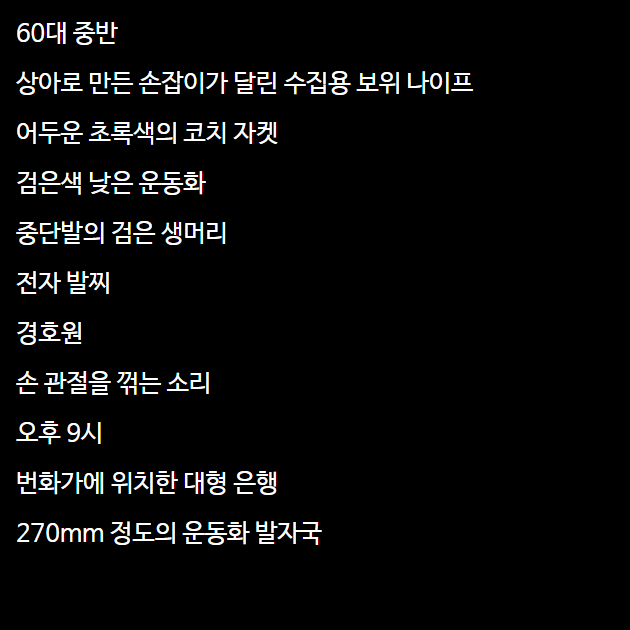 60대 중반
상아로 만든 손잡이가 달린 수집용 보위 나이프
어두운 초록색의 코치 자켓
검은색 낮은 운동화
중단발의 검은 생머리
전자 발찌
경호원
손 관절을 꺾는 소리
오후 9시
번화가에 위치한 대형 은행
270mm 정도의 운동화 발자국